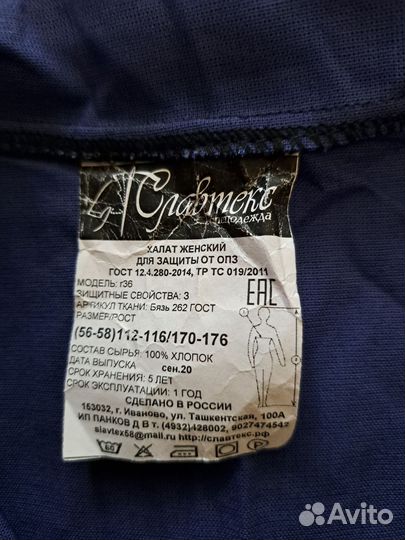 Славтекс
спецодежда
ХАЛАТ ЖЕНСКИЙ
ДЛЯ ЗАЩИТЫ ОТ ОПЗ
ГОСТ 12.4.280-2014, ТР ТС 019/2011
МОДЕЛЬ: г36
ЗИЩИТНЫЕ СВОЙСТВА: З
АРТИКУЛ ТКАНИ: Бязь 262 ГОСТ
РАЗМЕР/РОСТ
(56-58)112-116/170-176
EAC
СОСТАВ СЫРЬЯ: 100% ХЛОПОК
ДАТА ВЫПУСКА сен.20
СРОК ХРАНЕНИЯ: 5 ЛЕТ
СРОК ЭКСПЛУАТАЦИИ: 1 ГОД
СДЕЛАНО В РОССИИ
153032, г. Иваново, ул. Ташкентская, 100А
ИП ПАНКОВ Д В Т. (4932)428002, 9027474542
slavtex58@mail.ru http://славтекс.рф
60
Avito